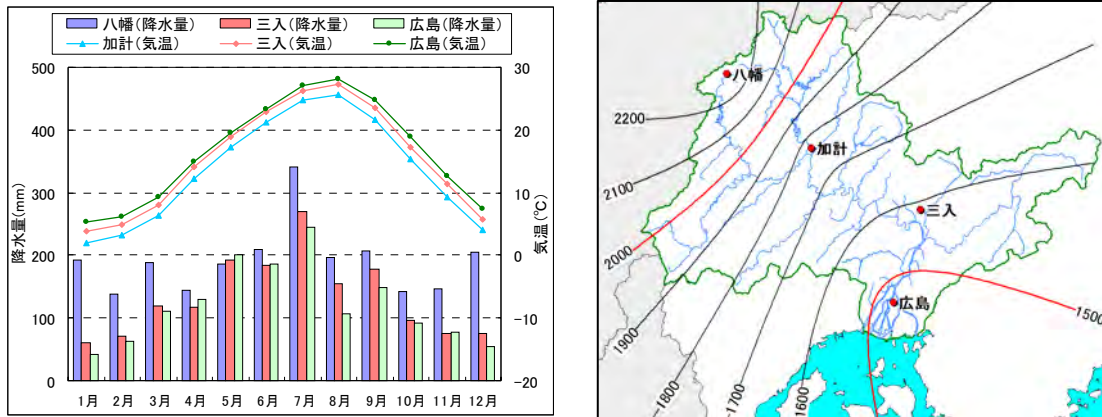 八幡(降水量) 三入(降水量) 広島(降水量)
加計(気温) 三入(気温) 広島(気温)
降水量(mm)
500
400
300
200
100
0
気温(℃)
30
20
10
0
-10
-20
1月 2月 3月 4月 5月 6月 7月 8月 9月 10月 11月 12月
八幡
2200
加計
2100
三入
2000
広島
1500
1900
1800
1700
1600